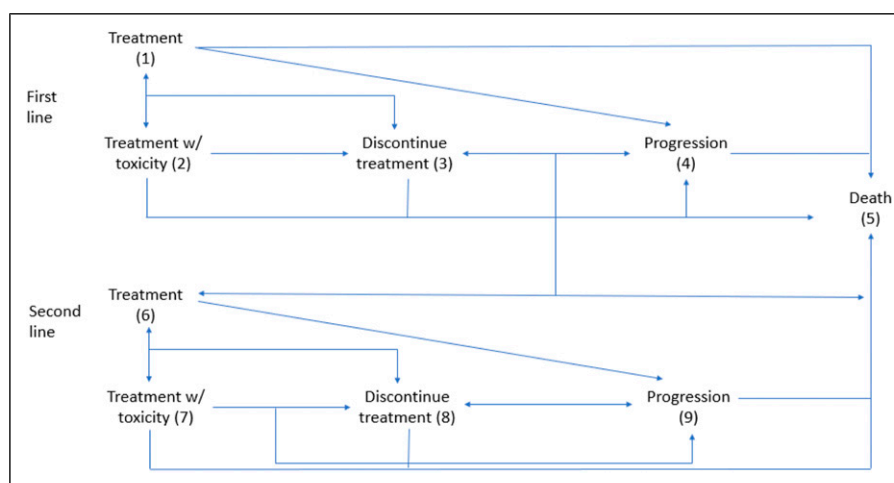 Treatment
(1)
First
line
Treatment w/
toxicity (2)
Discontinue
treatment (3)
Progression
(4)
Death
(5)
Second
line
Treatment
(6)
Treatment w/
toxicity (7)
Discontinue
treatment (8)
Progression
(9)